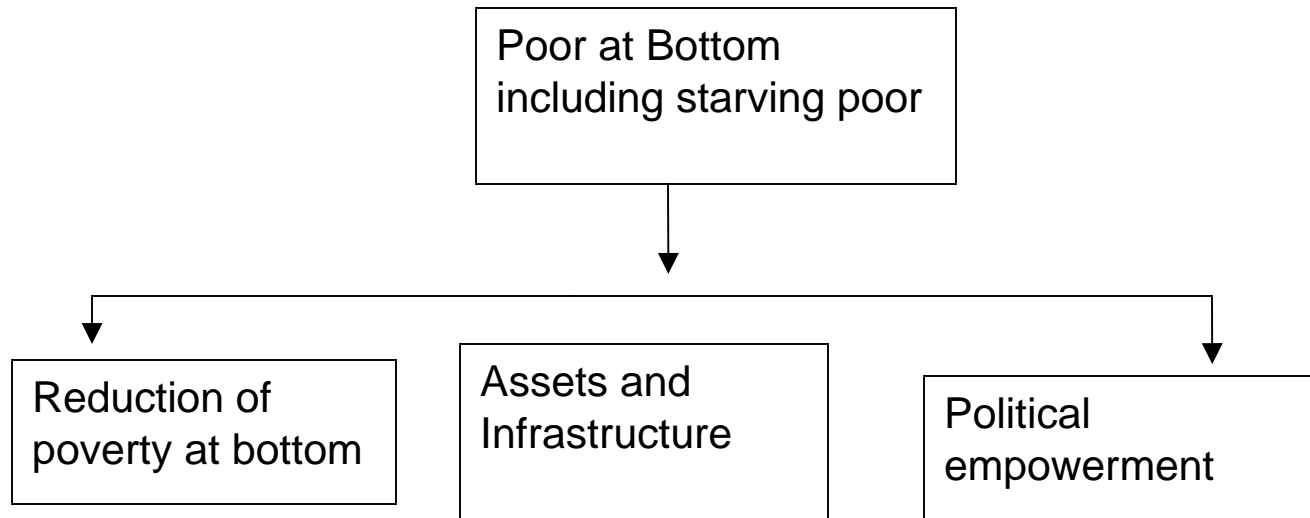 Poor at Bottom
including starving poor
Reduction of
poverty at bottom
Assets and
Infrastructure
Political
empowerment